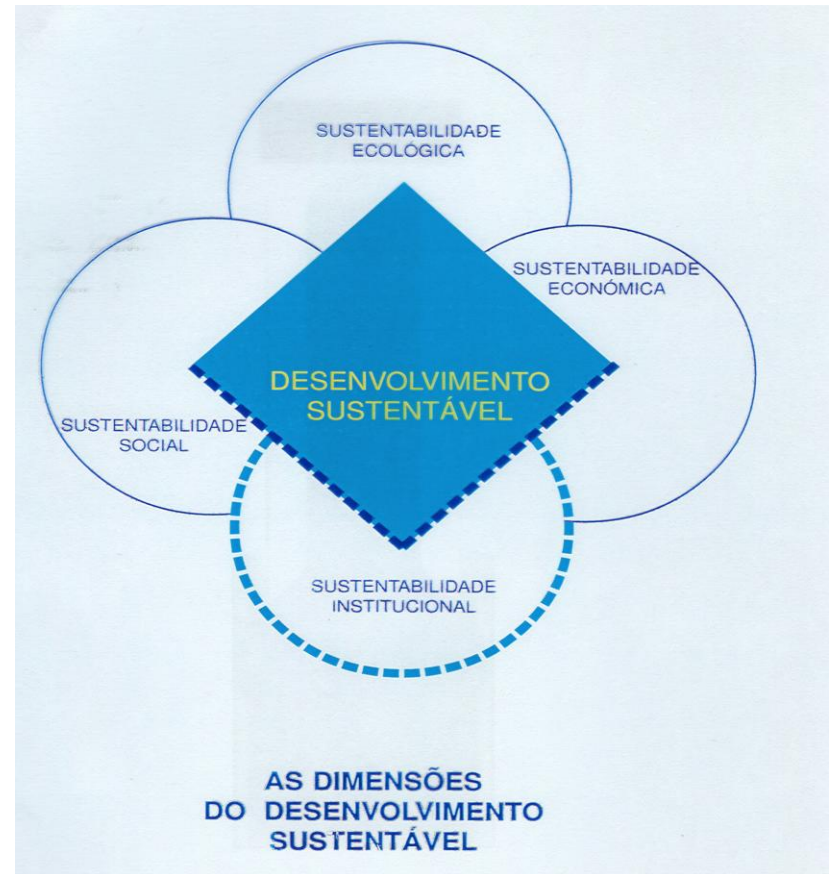 SUSTENTABILIDADE
ECOLÓGICA
SUSTENTABILIDADE
ECONÓMICA
DESENVOLVIMENTO
SUSTENTÁVEL
SUSTENTABILIDADE
SOCIAL
SUSTENTABILIDADE
INSTITUCIONAL
AS DIMENSÕES
DO DESENVOLVIMENTO
SUSTENTÁVEL